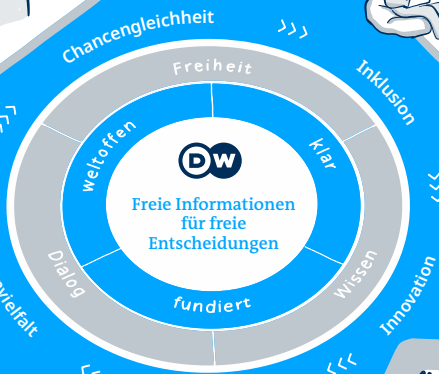 Chancengleichheit
Inklusion
Freiheit
weltoffen
klar
DW
Freie Informationen
für freie
Entscheidungen
Dialog
Wissen
fundiert
Innovation